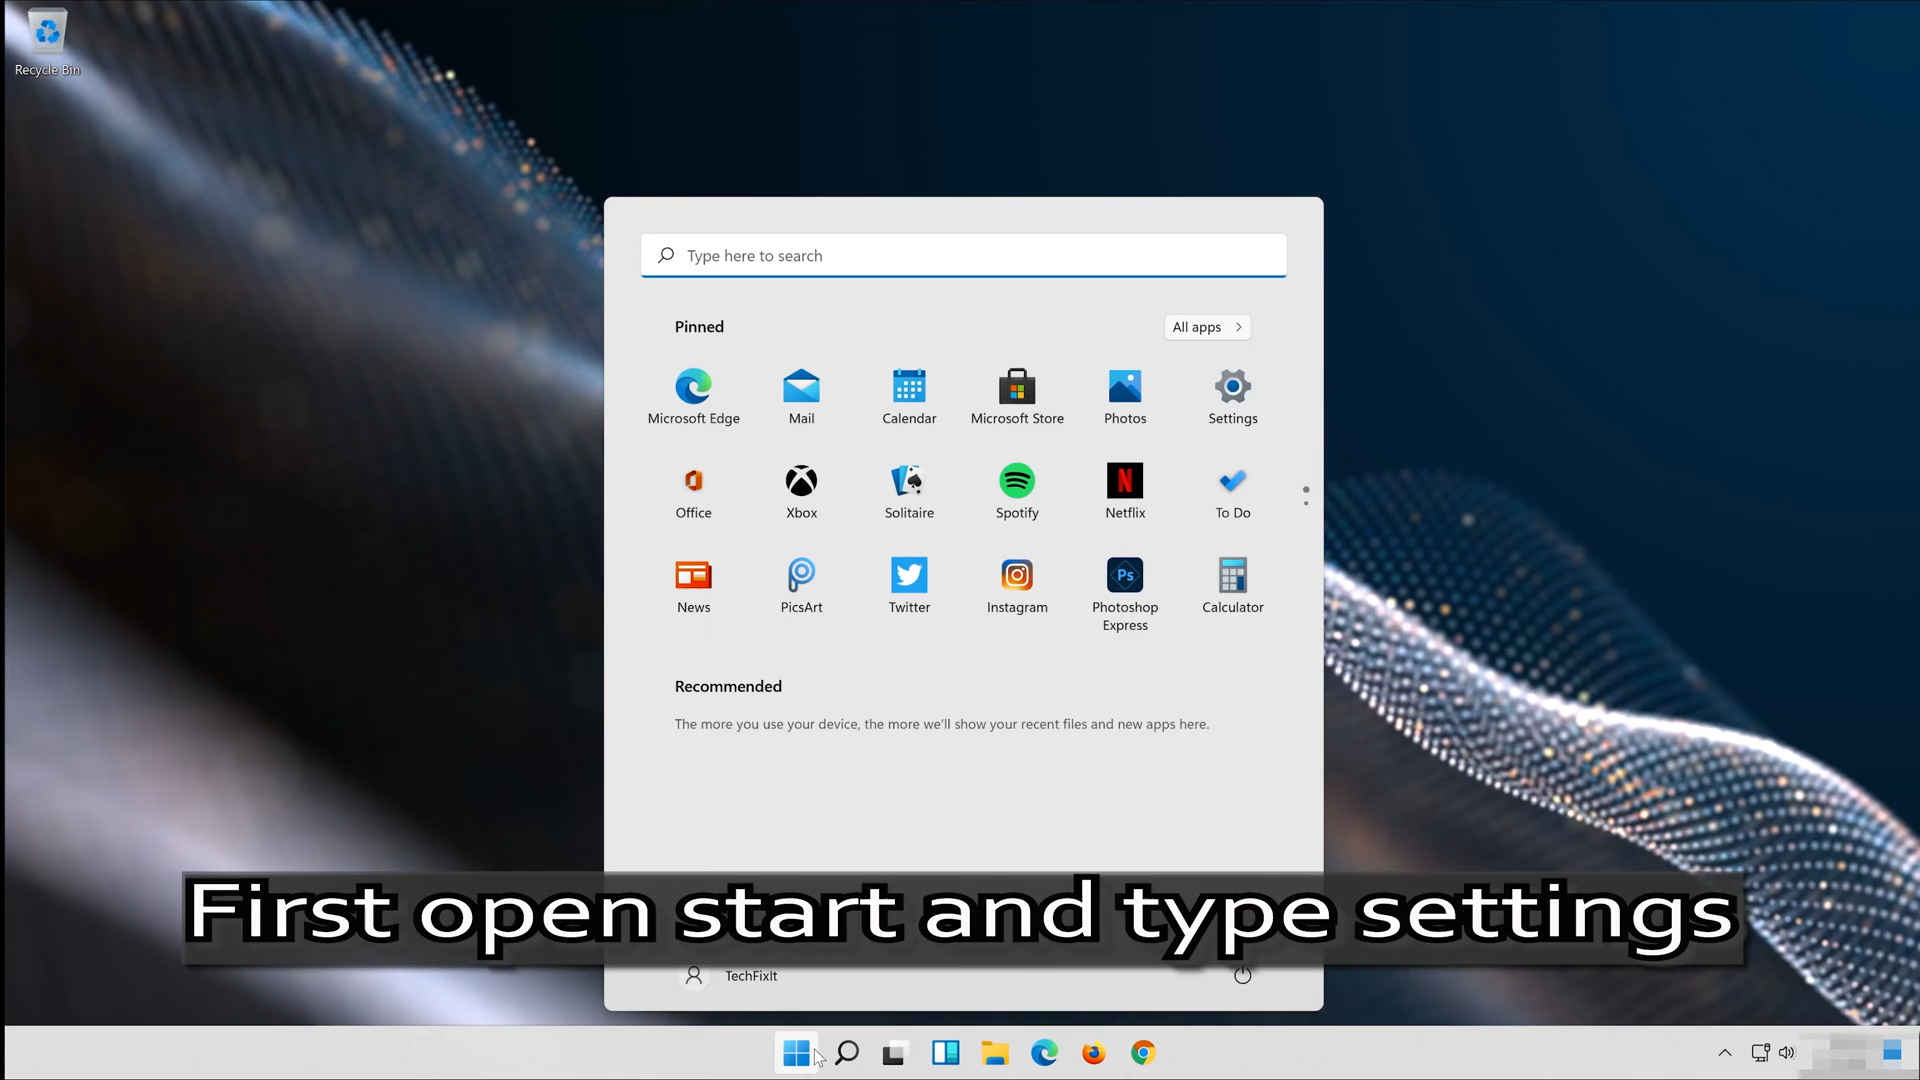 Recycle Bin
Type here to search
Pinned
All apps
Microsoft Edge
Mail
Calendar
Microsoft Store
Photos
Settings
Office
Xbox
Solitaire
Spotify
Netflix
To Do
News
PicsArt
Twitter
Instagram
Ps
Photoshop
Express
Calculator
Recommended
The more you use your device, the more we'll show your recent files and new apps here.
First open start and type settings
TechFixIt